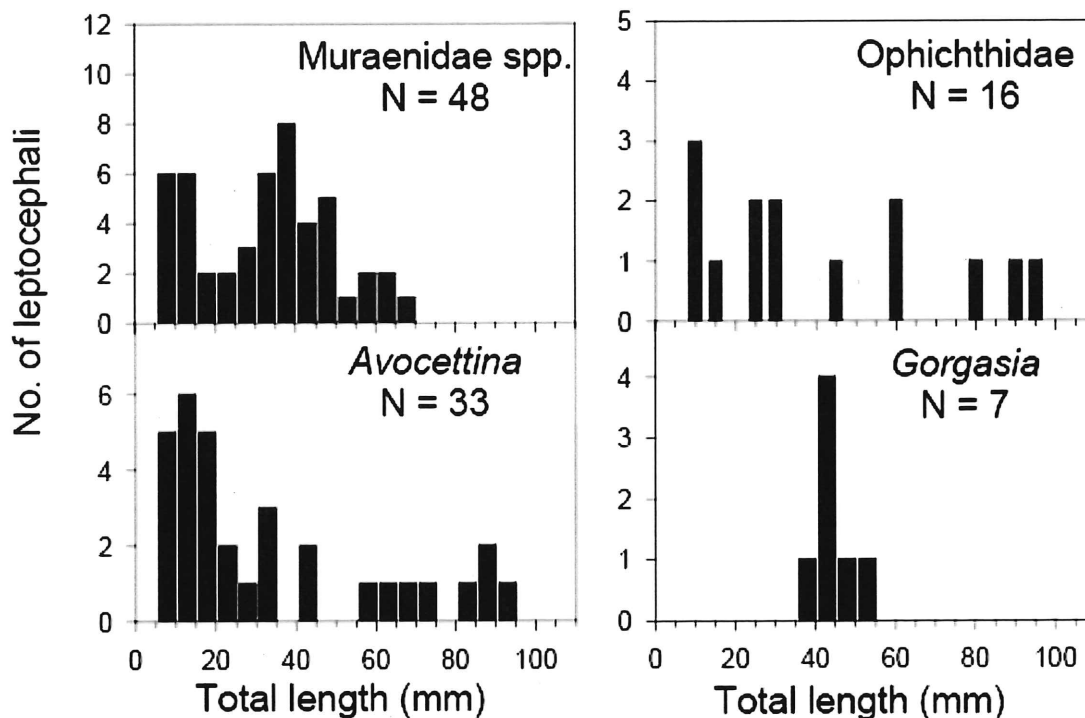 No. of leptocephali
12
10
8
6
4
2
0
Muraenidae spp.
N = 48
5
4
3
2
1
0
Ophichthidae
N = 16
6
4
2
0
Avocettina
N = 33
0 20 40 60 80 100
Total length (mm)
4
3
2
1
0
Gorgasia
N = 7
0 20 40 60 80 100
Total length (mm)